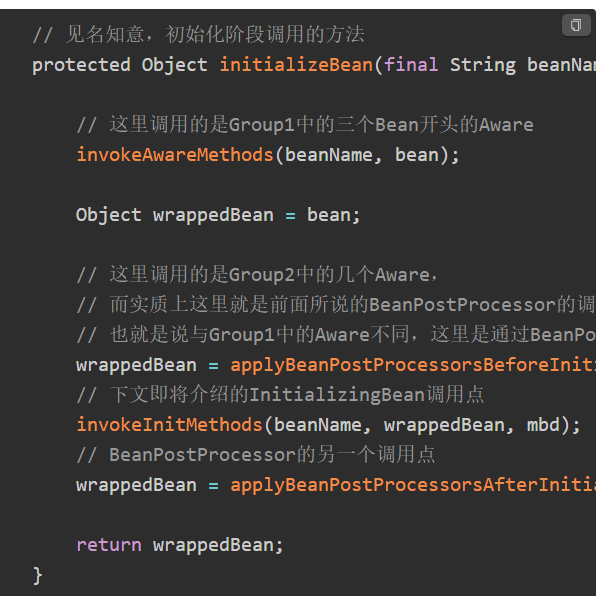 // 见名知意，初始化阶段调用的方法
protected Object initializeBean(final String beanNam
// 这里调用的是Group1中的三个Bean开头的Aware
invokeAwareMethods(beanName, bean);
Object wrappedBean = bean;
// 这里调用的是Group2中的几个Aware，
// 而实质上这里就是前面所说的BeanPostProcessor的调
// 也就是说与Group1中的Aware不同，这里是通过BeanPo
wrappedBean = applyBeanPostProcessorsBeforeIniti
// 下文即将介绍的InitializingBean调用点
invokeInitMethods(beanName, wrappedBean, mbd);
// BeanPostProcessor的另一个调用点
wrappedBean = applyBeanPostProcessorsAfterInitia
return wrappedBean;
}